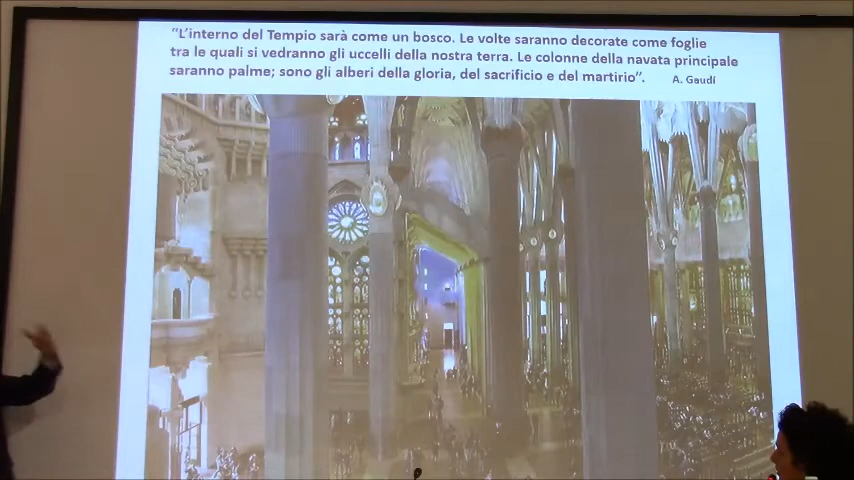 "L'interno del Tempio sarà come un bosco. Le volte saranno decorate come foglie
tra le quali si vedranno gli uccelli della nostra terra. Le colonne della navata principale
saranno palme; sono gli alberi della gloria, del sacrificio e del martirio". A. Gaudí